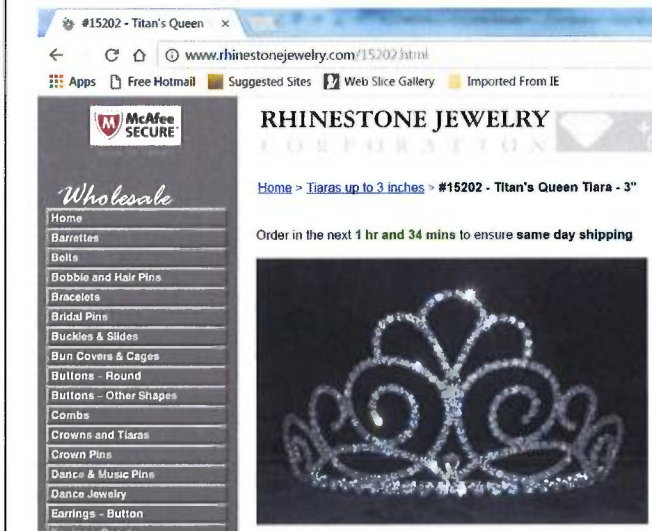 #15202 - Titan's Queen ×
www.rhinestonejewelry.com/15202.html
Apps Free Hotmail Suggested Sites Web Slice Gallery Imported From IE
McAfee
SECURE
RHINESTONE JEWELRY
CORPORATION
Wholesale
Home > Tiaras up to 3 inches > #15202 - Titan's Queen Tiara - 3"
Order in the next 1 hr and 34 mins to ensure same day shipping
Home
Barrettes
Bobbie and Hair Pins
Bracelets
Bridal Pins
Buckles & Slides
Bun Covers & Cages
Buttons - Round
Buttons - Other Shapes
Combs
Crowns and Tiaras
Crown Pins
Dance & Music Pins
Dance Jewelry
Earrings - Button